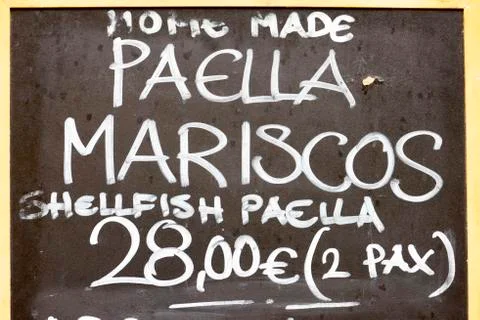 HOME MADE
PAELLA
MARISCOS
SHELLFISH PAELLA
28,00€ (2 PAX)